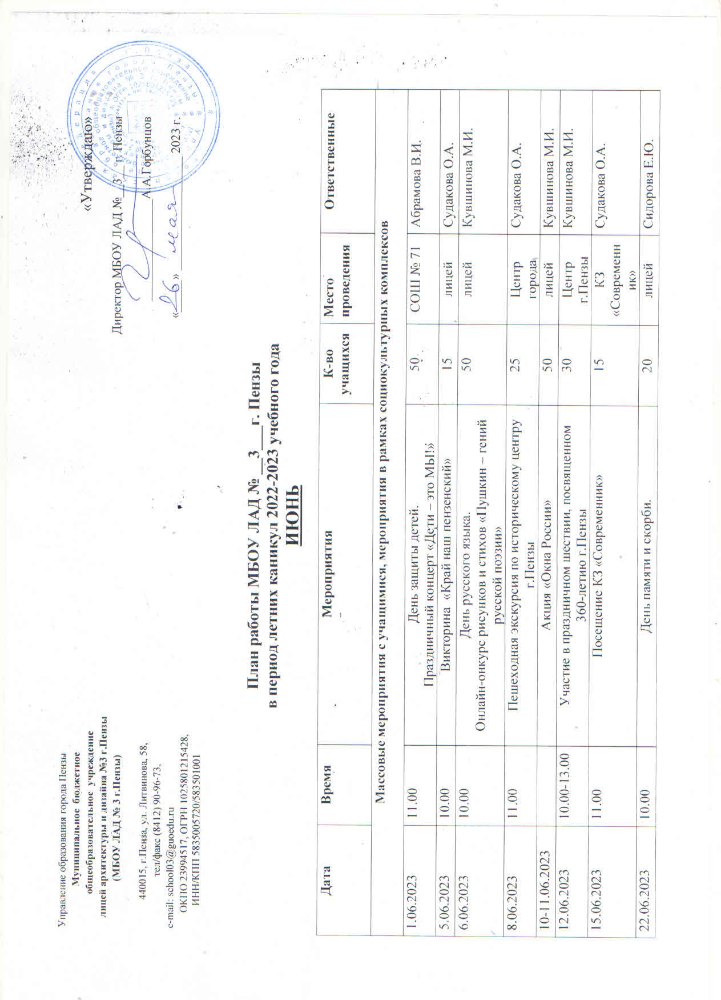 Управление образования города Пензы
Муниципальное бюджетное
общеобразовательное учреждение
лицей архитектуры и дизайна №3 г.Пензы
(МБОУ ЛАД № 3 г.Пензы)
440015, г.Пенза, ул. Литвинова, 58,
тел/факс (8412) 90-96-73,
e-mail: school03@guoedu.ru
ОКПО 23994517, ОГРН 1025801215428,
ИНН/КПП 5835005720/583501001
«Утверждаю»
Директор МБОУ ЛАД № 3 г. Пензы
А.А.Горбунцов
«26» мая 2023 г.
План работы МБОУ ЛАД № 3 г. Пензы
в период летних каникул 2022-2023 учебного года
ИЮНЬ
Дата Время Мероприятия К-во Место Ответственные
учащихся проведения
Массовые мероприятия с учащимися, мероприятия в рамках социокультурных комплексов
1.06.2023 11.00 День защиты детей. 50 СОШ № 71 Абрамова В.И.
Праздничный концерт «Дети – это МЫ!»
5.06.2023 10.00 Викторина «Край наш пензенский» 15 лицей Судакова О.А.
6.06.2023 10.00 День русского языка. 50 лицей Кувшинова М.И.
Онлайн-онкурс рисунков и стихов «Пушкин – гений
русской поэзии»
8.06.2023 11.00 Пешеходная экскурсия по историческому центру 25 Центр Судакова О.А.
г.Пензы города
10-11.06.2023 Акция «Окна России» 50 лицей Кувшинова М.И.
12.06.2023 10.00-13.00 Участие в праздничном шествии, посвященном 30 Центр Кувшинова М.И.
360-летию г.Пензы г.Пензы
15.06.2023 11.00 Посещение КЗ «Современник» 15 КЗ Судакова О.А.
«Современн
ик»
22.06.2023 10.00 День памяти и скорби. 20 лицей Сидорова Е.Ю.